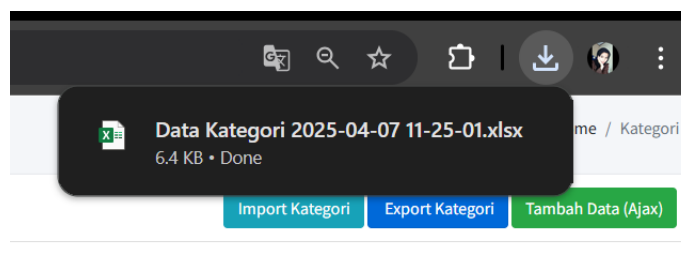 Data Kategori 2025-04-07 11-25-01.xlsx
6.4 KB • Done
me / Kategori
Import Kategori
Export Kategori
Tambah Data (Ajax)